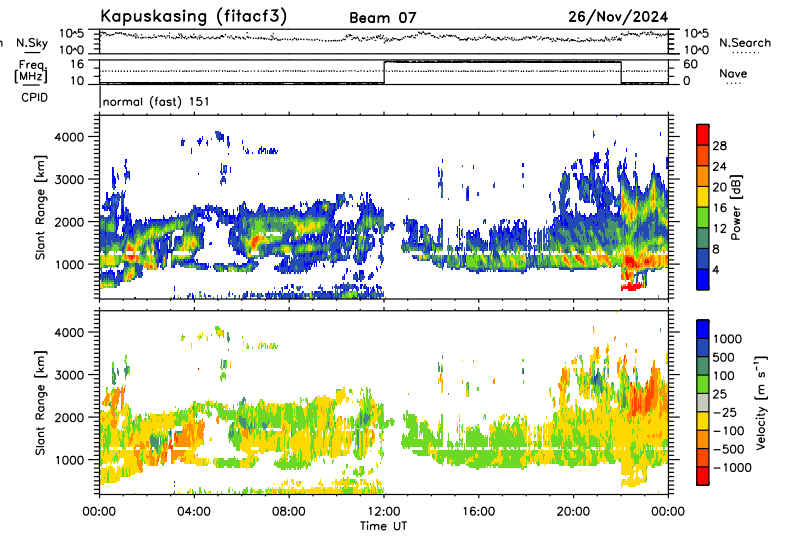 Kapuskasing (fitacf3) Beam 07 26/Nov/2024
N.Sky 10^5 10^0 10^5 10^0 N.Search
Freq. [MHz] 16 10 60 0 Nave
CPID normal (fast) 151
Slant Range [km]
4000
3000
2000
1000
28
24
20
16
12
8
4
Power [dB]
Slant Range [km]
4000
3000
2000
1000
1000
500
100
25
-25
-100
-500
-1000
Velocity [m s^-1]
00:00 04:00 08:00 12:00 16:00 20:00 00:00
Time UT